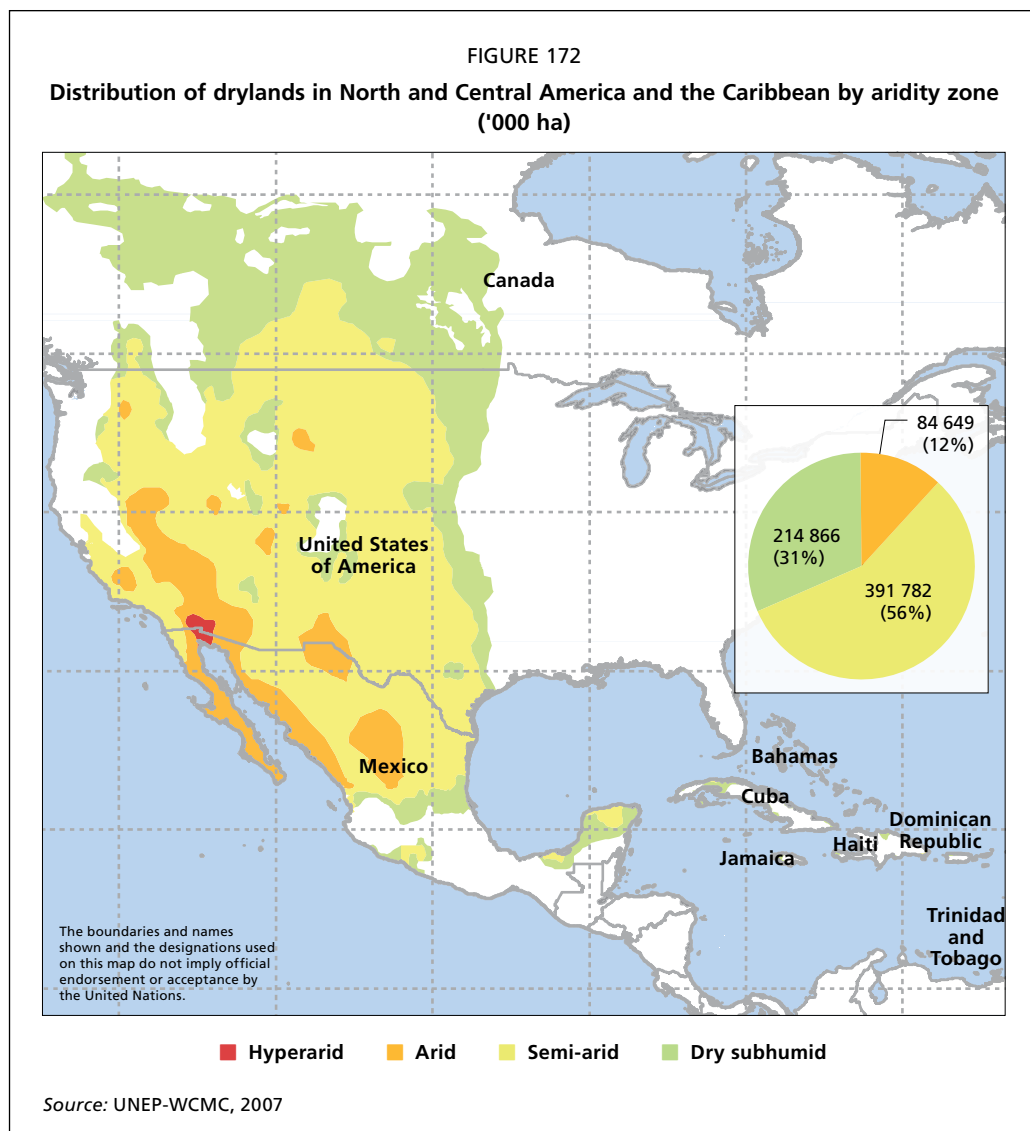 FIGURE 172
Distribution of drylands in North and Central America and the Caribbean by aridity zone
('000 ha)
Canada
84 649
(12%)
214 866
(31%)
391 782
(56%)
United States
of America
Mexico
Bahamas
Cuba
Dominican
Republic
Haiti
Jamaica
Trinidad
and
Tobago
The boundaries and names
shown and the designations used
on this map do not imply official
endorsement or acceptance by
the United Nations.
Hyperarid Arid Semi-arid Dry subhumid
Source: UNEP-WCMC, 2007